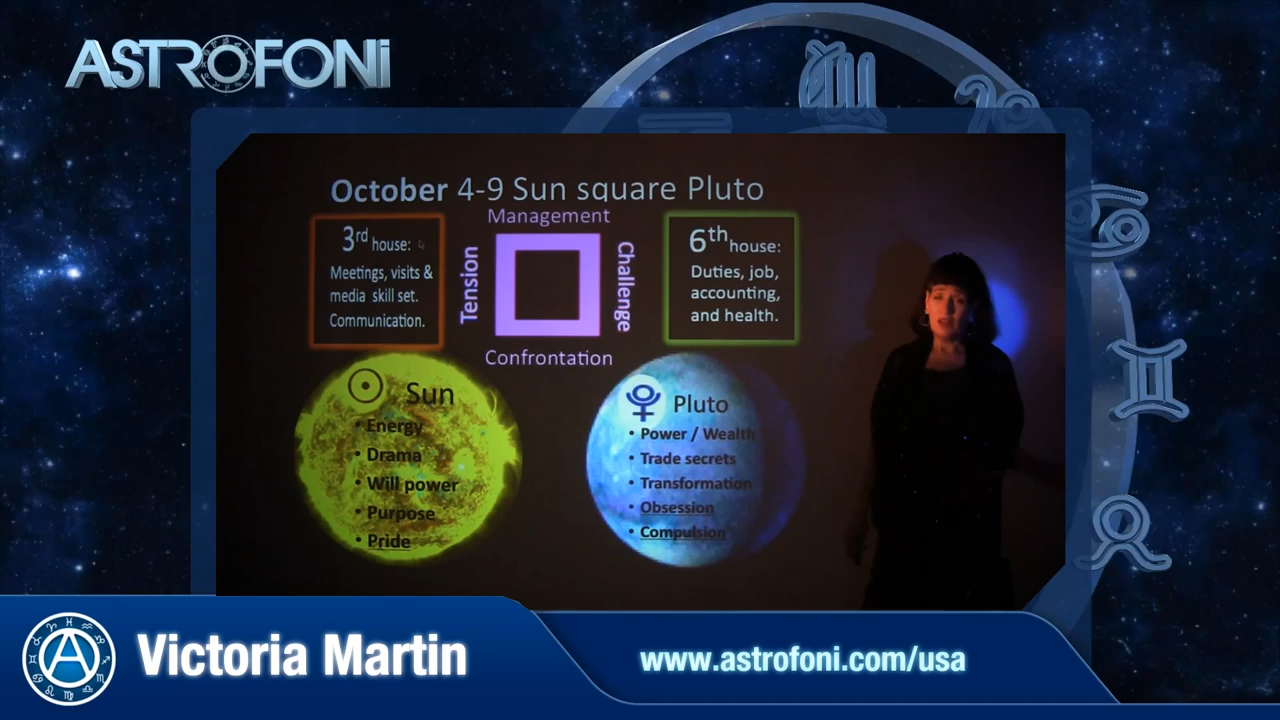 ASTROFONi
October 4-9 Sun square Pluto
Management
3rd house:
Meetings, visits &
media skill set.
Communication.
Tension
Challenge
6th house:
Duties, job,
accounting,
and health.
Confrontation
Sun
• Energy
• Drama
• Will power
• Purpose
• Pride
Pluto
• Power / Wealth
• Trade secrets
• Transformation
• Obsession
• Compulsion
Victoria Martin
www.astrofoni.com/usa